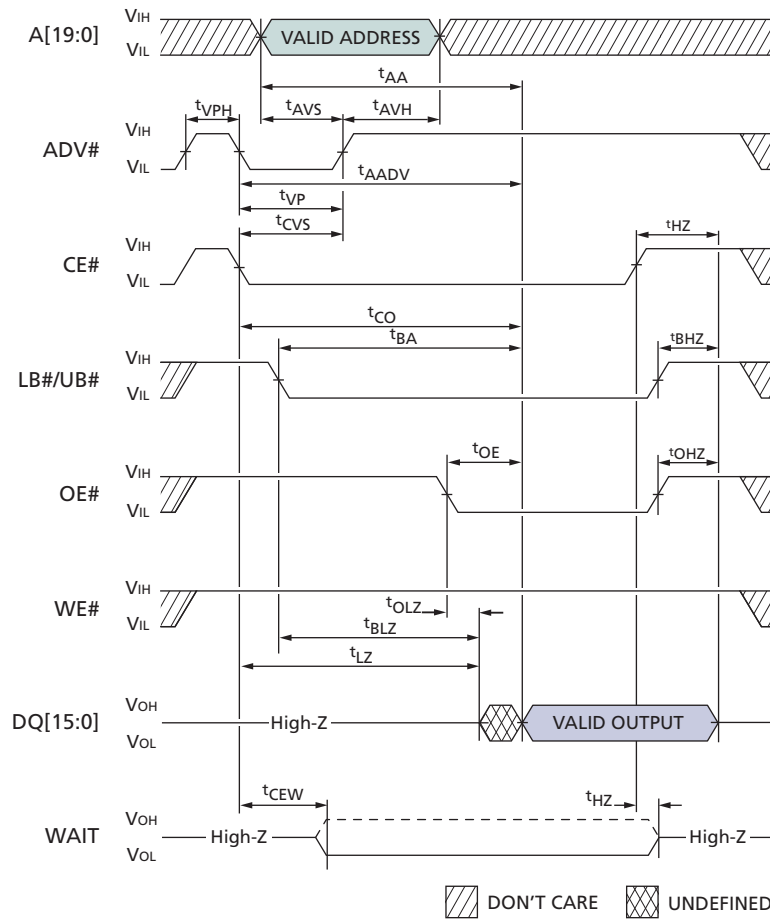 A[19:0]
VIH
VIL
VALID ADDRESS
tAA
tVPH
tAVS
tAVH
ADV#
VIH
VIL
tAADV
tVP
tCVS
CE#
VIH
VIL
tHZ
tCO
tBA
tBHZ
LB#/UB#
VIH
VIL
tOE
tOHZ
OE#
VIH
VIL
WE#
VIH
VIL
tOLZ
tBLZ
tLZ
DQ[15:0]
VOH
VOL
High-Z
VALID OUTPUT
tCEW
tHZ
WAIT
VOH
VOL
High-Z
High-Z
DON'T CARE
UNDEFINED